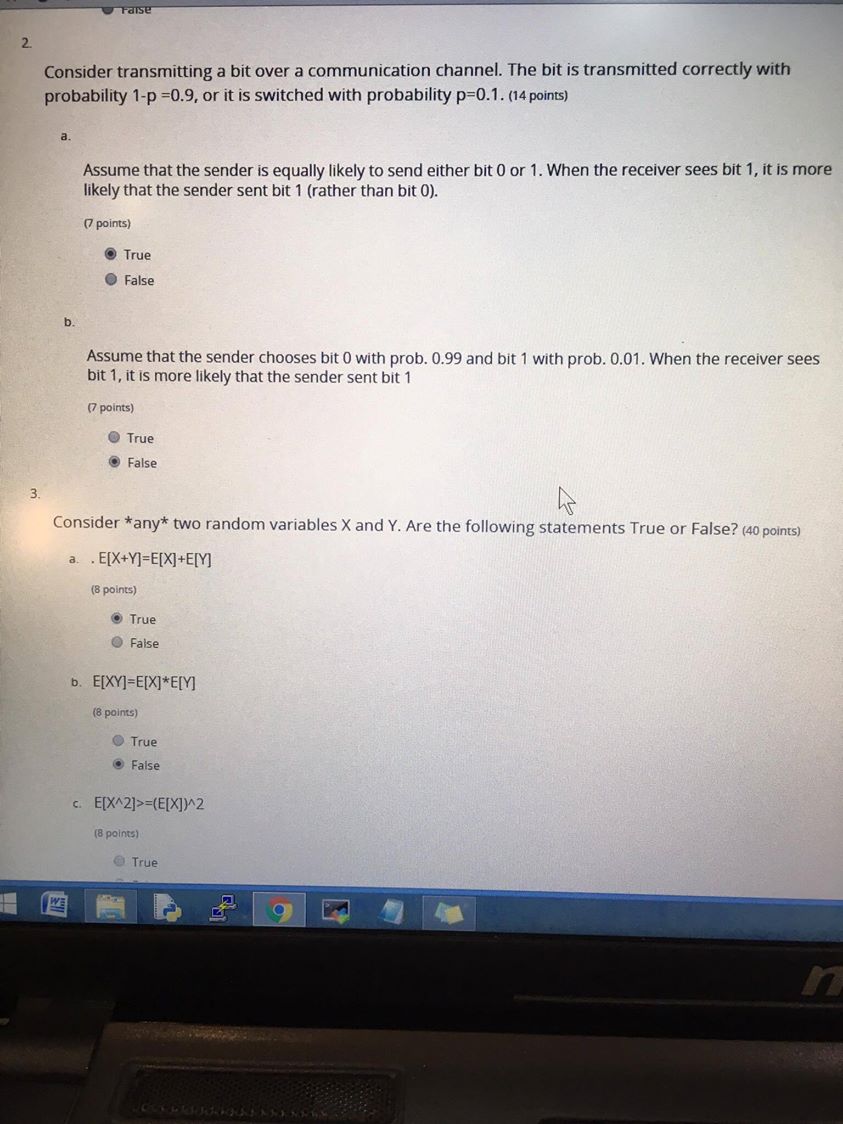 False
2.
Consider transmitting a bit over a communication channel. The bit is transmitted correctly with
probability 1-p =0.9, or it is switched with probability p=0.1. (14 points)
a.
Assume that the sender is equally likely to send either bit 0 or 1. When the receiver sees bit 1, it is more
likely that the sender sent bit 1 (rather than bit 0).
(7 points)
True
False
b.
Assume that the sender chooses bit 0 with prob. 0.99 and bit 1 with prob. 0.01. When the receiver sees
bit 1, it is more likely that the sender sent bit 1
(7 points)
True
False
3.
Consider *any* two random variables X and Y. Are the following statements True or False? (40 points)
a. . E[X+Y]=E[X]+E[Y]
(8 points)
True
False
b. E[XY]=E[X]*E[Y]
(8 points)
True
False
c. E[X^2]>=(E[X])^2
(8 points)
True